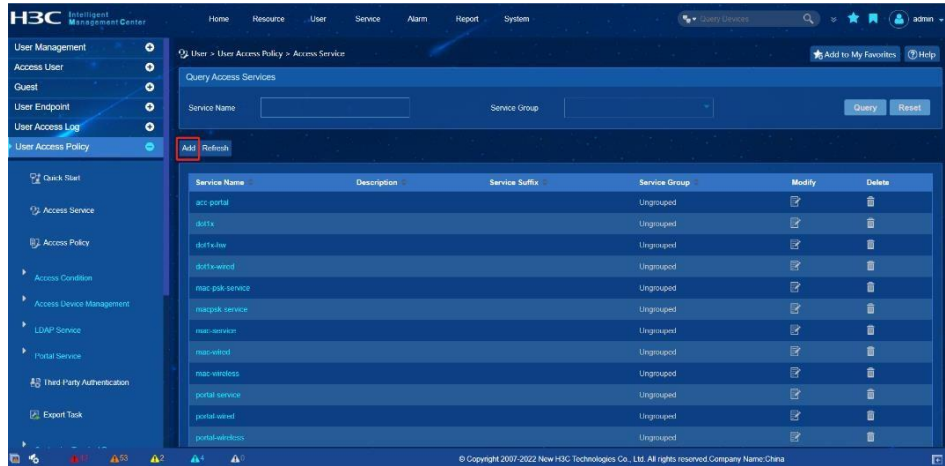 H3C Intelligent Management Center
Home Resource User Service Alarm Report System Query Devices admin
User Management
Access User
Guest
User Endpoint
User Access Log
User Access Policy
Quick Start
Access Service
Access Policy
Access Condition
Access Device Management
LDAP Service
Portal Service
Third-Party Authentication
Export Task
User > User Access Policy > Access Service
Add to My Favorites Help
Query Access Services
Service Name Service Group Query Reset
Add Refresh
Service Name Description Service Suffix Service Group Modify Delete
acc-portal Ungrouped
dot1x Ungrouped
dot1x-hw Ungrouped
dot1x-wired Ungrouped
mac-psk-service Ungrouped
macpsk service Ungrouped
mac-service Ungrouped
mac-wired Ungrouped
mac-wireless Ungrouped
portal-service Ungrouped
portal-wired Ungrouped
portal-wireless Ungrouped
53 2 4 0
© Copyright 2007-2022 New H3C Technologies Co., Ltd. All rights reserved.Company Name:China